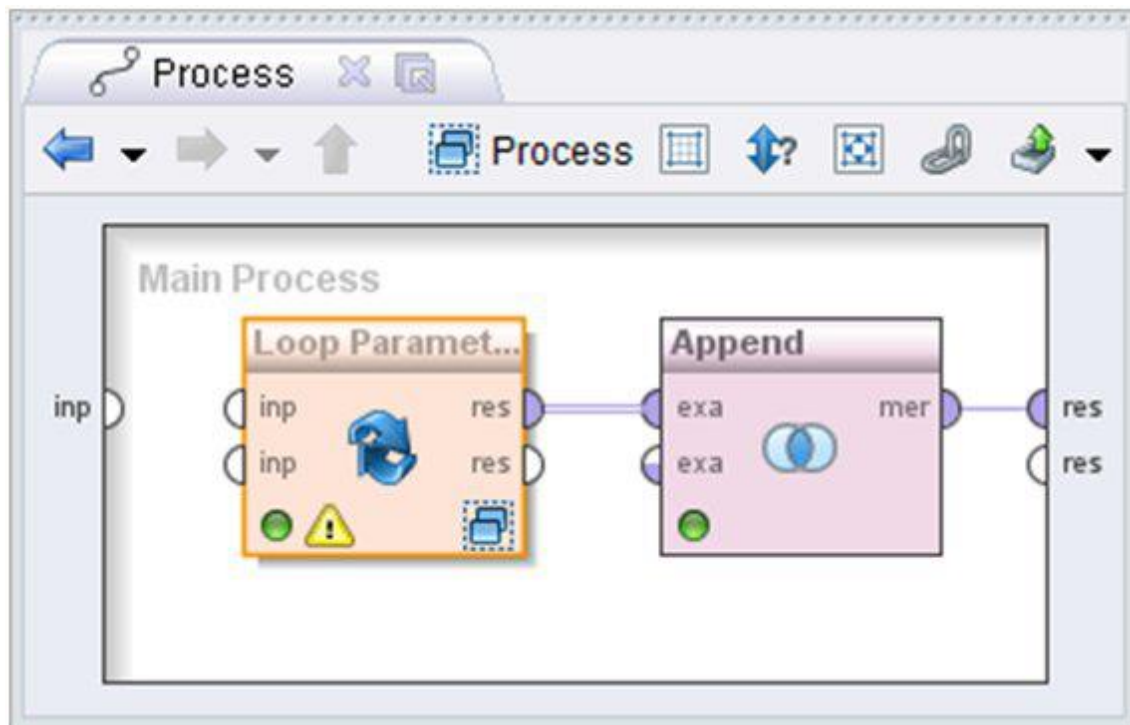 Process
Process
Main Process
Loop Paramet...
Append
inp
inp
res
exa
mer
res
inp
res
exa
res